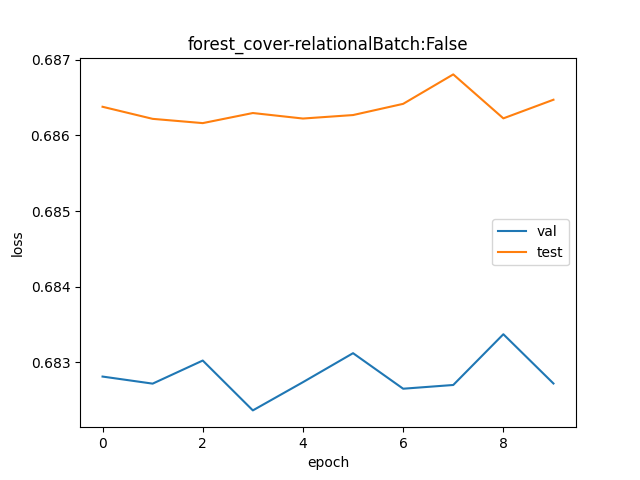 forest_cover-relationalBatch:False
0.687
0.686
0.685
0.684
0.683
loss
val
test
0 2 4 6 8
epoch